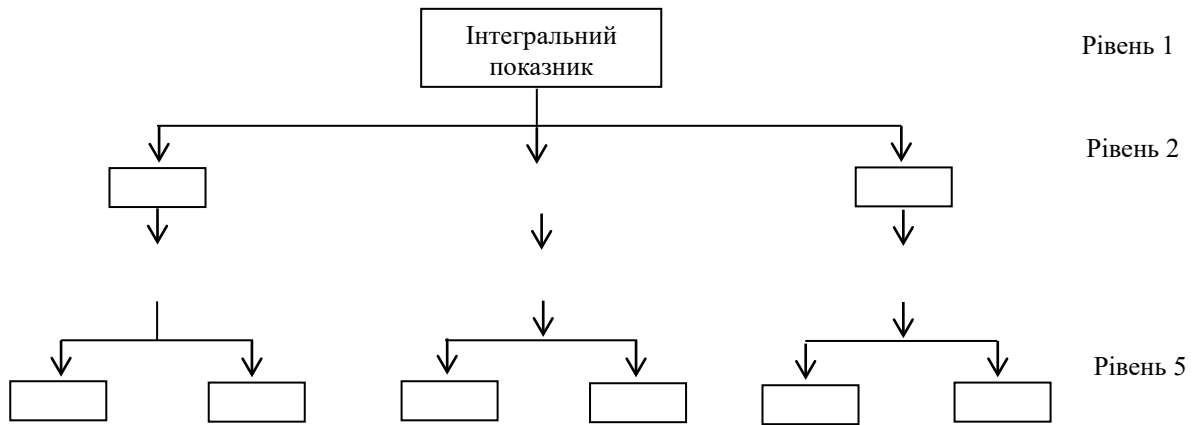 Інтегральний
показник
Рівень 1
Рівень 2
Рівень 5